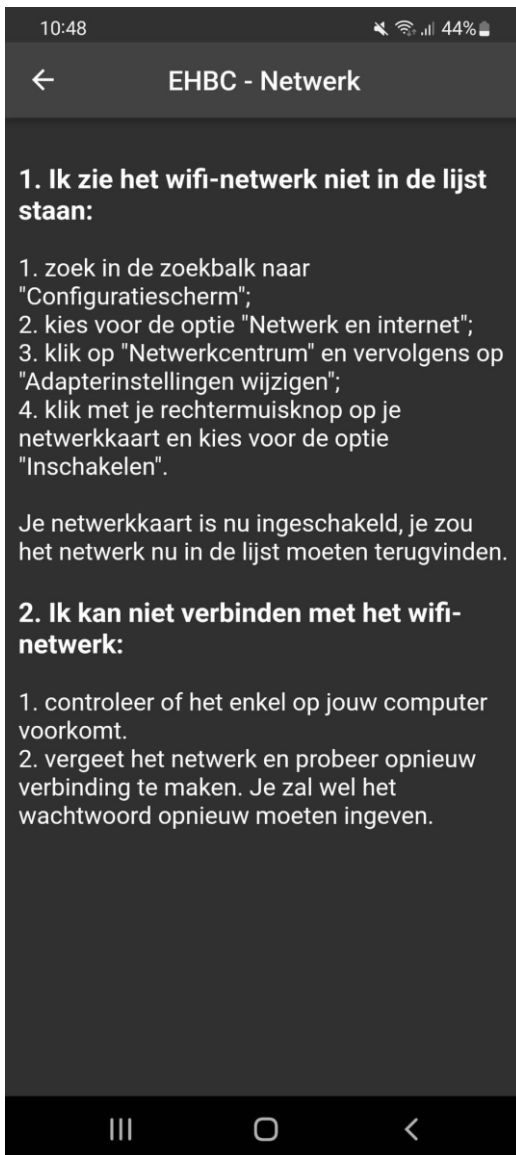 10:48
44%
EHBC - Netwerk
1. Ik zie het wifi-netwerk niet in de lijst
staan:
1. zoek in de zoekbalk naar
"Configuratiescherm";
2. kies voor de optie "Netwerk en internet";
3. klik op "Netwerkcentrum" en vervolgens op
"Adapterinstellingen wijzigen";
4. klik met je rechtermuisknop op je
netwerkkaart en kies voor de optie
"Inschakelen".
Je netwerkkaart is nu ingeschakeld, je zou
het netwerk nu in de lijst moeten terugvinden.
2. Ik kan niet verbinden met het wifi-
netwerk:
1. controleer of het enkel op jouw computer
voorkomt.
2. vergeet het netwerk en probeer opnieuw
verbinding te maken. Je zal wel het
wachtwoord opnieuw moeten ingeven.